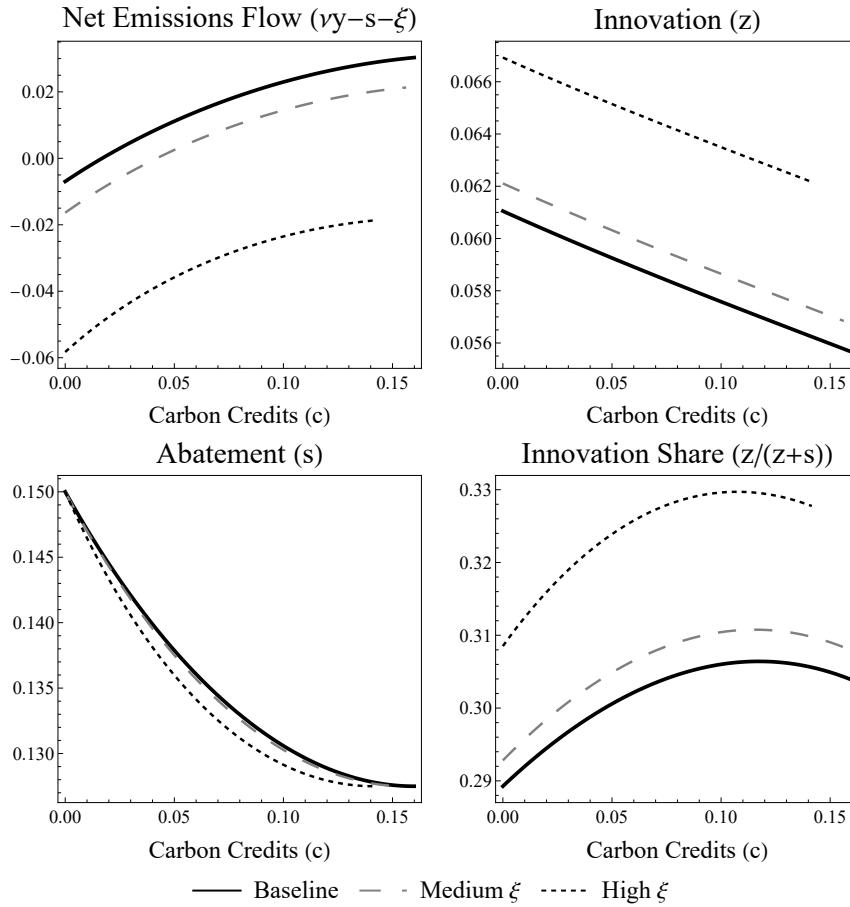 Net Emissions Flow (νy−s−ξ)
0.02
0.00
−0.02
−0.04
−0.06
0.00 0.05 0.10 0.15
Carbon Credits (c)
Innovation (z)
0.066
0.064
0.062
0.060
0.058
0.056
0.00 0.05 0.10 0.15
Carbon Credits (c)
Abatement (s)
0.150
0.145
0.140
0.135
0.130
0.00 0.05 0.10 0.15
Carbon Credits (c)
Innovation Share (z/(z+s))
0.33
0.32
0.31
0.30
0.29
0.00 0.05 0.10 0.15
Carbon Credits (c)
Baseline Medium ξ High ξ